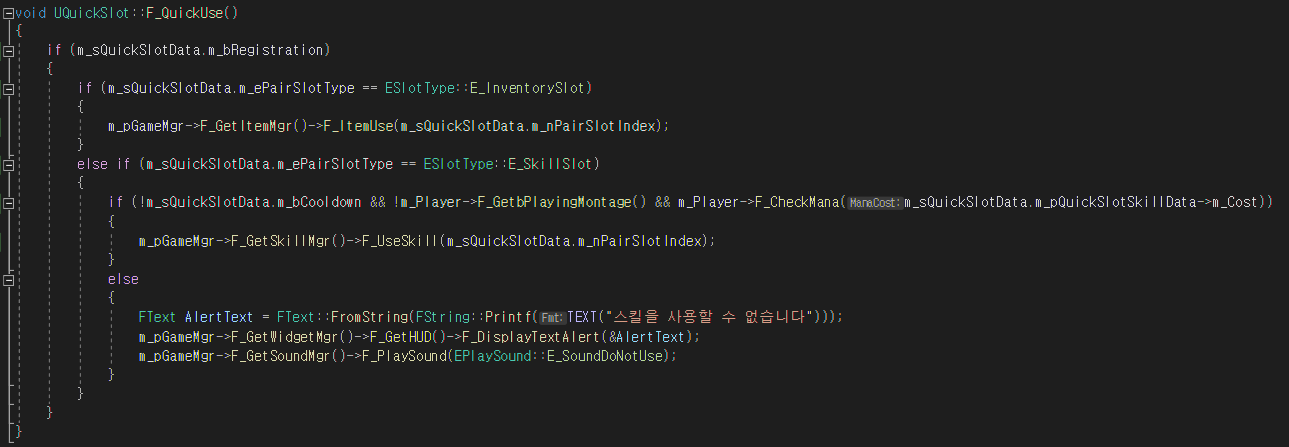 void UQuickSlot::F_QuickUse()
{
if (m_sQuickSlotData.m_bRegistration)
{
if (m_sQuickSlotData.m_ePairSlotType == ESlotType::E_InventorySlot)
{
m_pGameMgr->F_GetItemMgr()->F_ItemUse(m_sQuickSlotData.m_nPairSlotIndex);
}
else if (m_sQuickSlotData.m_ePairSlotType == ESlotType::E_SkillSlot)
{
if (!m_sQuickSlotData.m_bCooldown && !m_Player->F_GetbPlayingMontage() && m_Player->F_CheckMana(ManaCost:m_sQuickSlotData.m_pQuickSlotSkillData->m_Cost))
{
m_pGameMgr->F_GetSkillMgr()->F_UseSkill(m_sQuickSlotData.m_nPairSlotIndex);
}
else
{
FText AlertText = FText::FromString(FString::Printf(Fmt:TEXT("스킬을 사용할 수 없습니다")));
m_pGameMgr->F_GetWidgetMgr()->F_GetHUD()->F_DisplayTextAlert(&AlertText);
m_pGameMgr->F_GetSoundMgr()->F_PlaySound(EPlaySound::E_SoundDoNotUse);
}
}
}
}